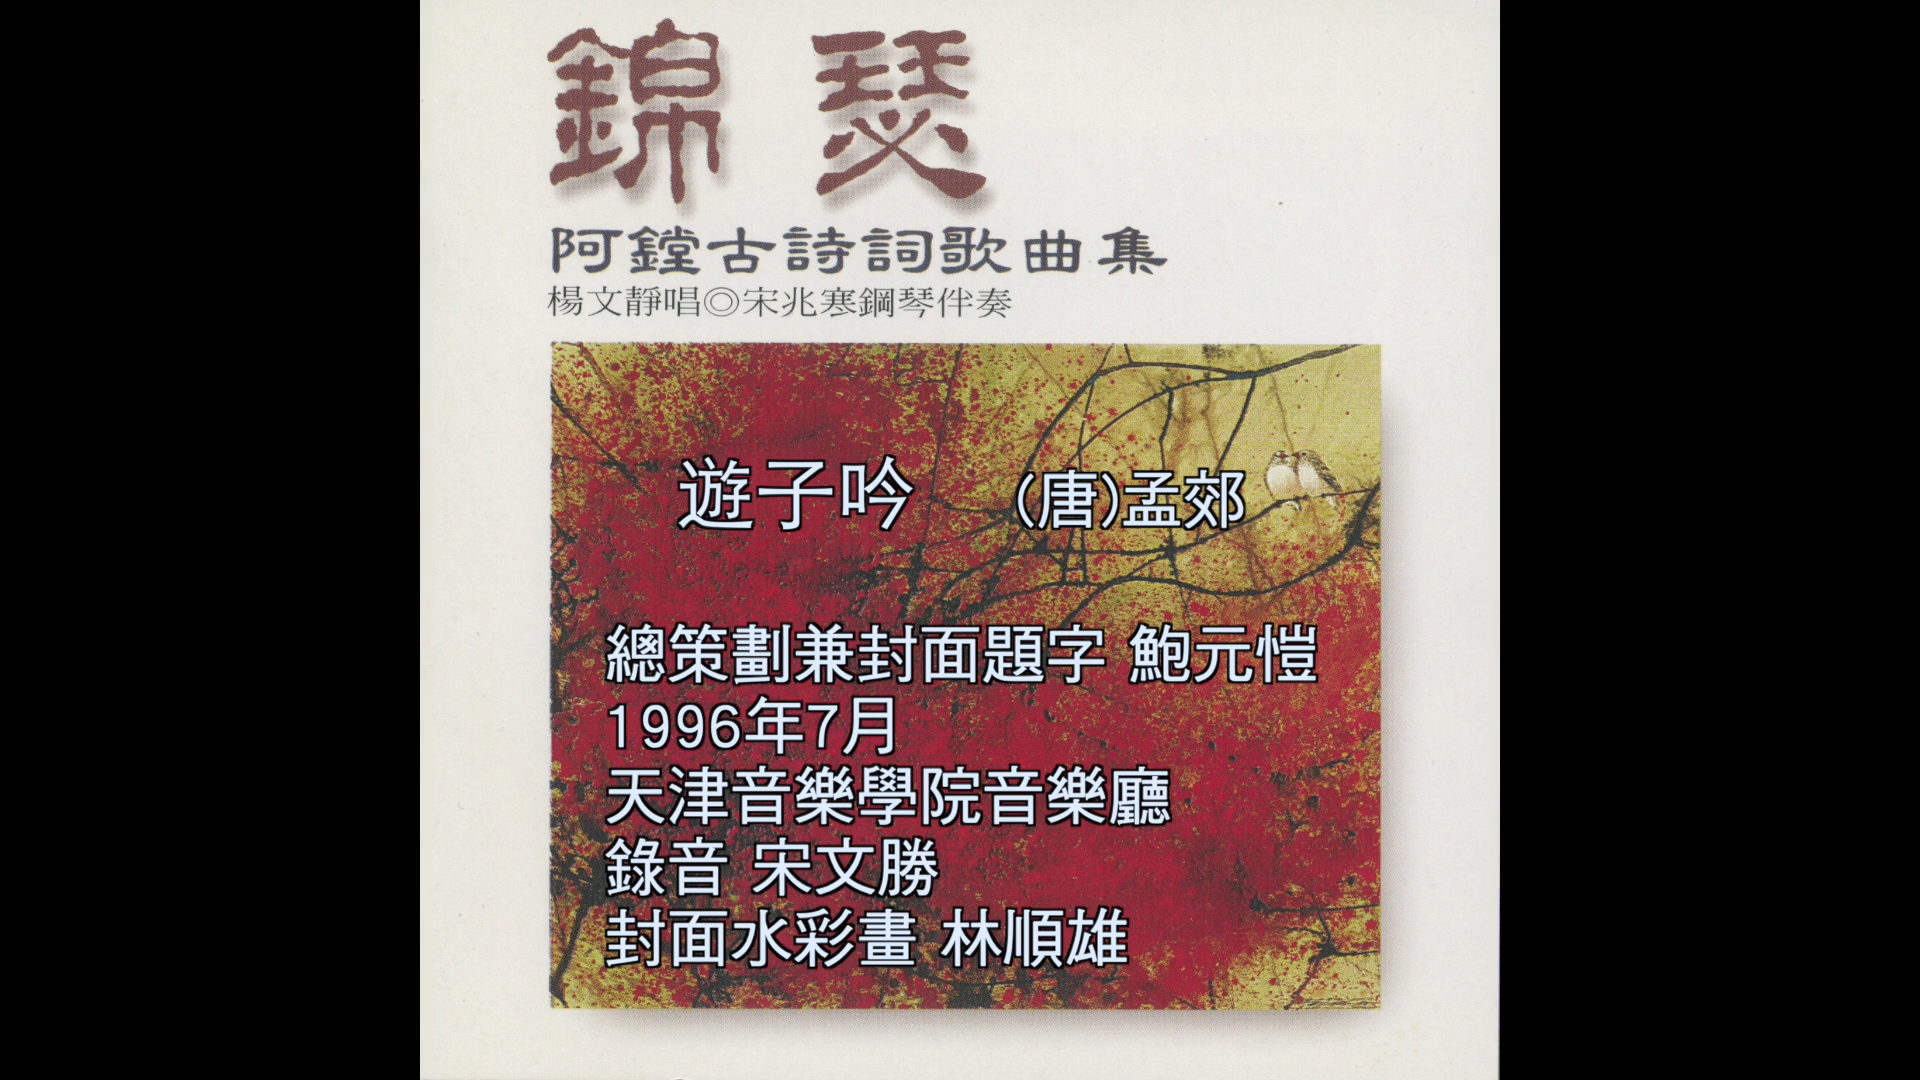 錦瑟
阿鏜古詩詞歌曲集
楊文靜唱◎宋兆寒鋼琴伴奏
遊子吟 (唐)孟郊
總策劃兼封面題字 鮑元愷
1996年7月
天津音樂學院音樂廳
錄音 宋文勝
封面水彩畫 林順雄